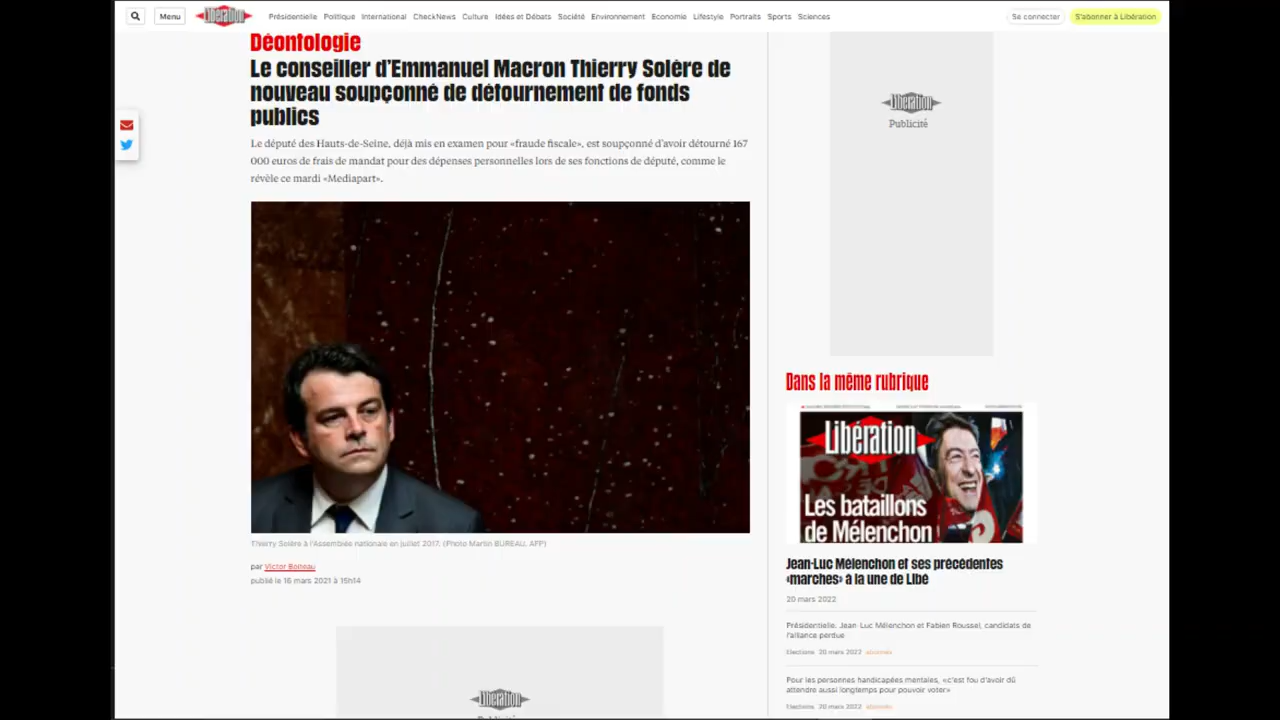 Menu
Libération
Présidentielle Politique International CheckNews Culture Idées et Débats Société Environnement Economie Lifestyle Portraits Sports Sciences
Se connecter
S'abonner à Libération
Déontologie
Le conseiller d'Emmanuel Macron Thierry Solère de
nouveau soupçonné de détournement de fonds
publics
Le député des Hauts-de-Seine, déjà mis en examen pour «fraude fiscale», est soupçonné d'avoir détourné 167
000 euros de frais de mandat pour des dépenses personnelles lors de ses fonctions de député, comme le
révèle ce mardi «Mediapart».
Thierry Solère à l'Assemblée nationale en juillet 2017. (Photo Martin BUREAU. AFP)
par Victor Boiteau
publié le 16 mars 2021 à 15h14
Libération
Libération
Publicité
Dans la même rubrique
Libération
Les bataillons
de Mélenchon
Jean-Luc Mélenchon et ses précédentes
«marches» à la une de Libé
20 mars 2022
Présidentielle. Jean-Luc Mélenchon et Fabien Roussel, candidats de
l'alliance perdue
Elections 20 mars 2022 abonnés
Pour les personnes handicapées mentales, «c'est fou d'avoir dû
attendre aussi longtemps pour pouvoir voter»
Elections 20 mars 2022 abonnés